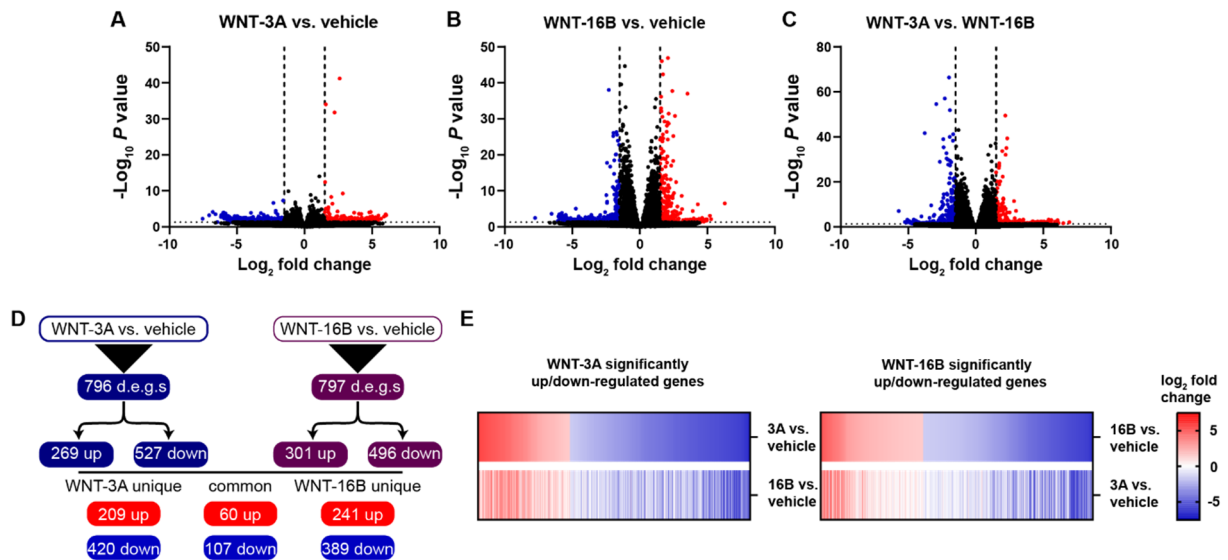 A
WNT-3A vs. vehicle
-Log10 P value
50
40
30
20
10
0
-10
-5
0
5
10
Log2 fold change
B
WNT-16B vs. vehicle
-Log10 P value
50
40
30
20
10
0
-10
-5
0
5
10
Log2 fold change
C
WNT-3A vs. WNT-16B
-Log10 P value
80
60
40
20
0
-10
-5
0
5
10
Log2 fold change
D
WNT-3A vs. vehicle
WNT-16B vs. vehicle
796 d.e.g.s
797 d.e.g.s
269 up
527 down
301 up
496 down
WNT-3A unique
common
WNT-16B unique
209 up
60 up
241 up
420 down
107 down
389 down
E
WNT-3A significantly
up/down-regulated genes
3A vs.
vehicle
16B vs.
vehicle
WNT-16B significantly
up/down-regulated genes
16B vs.
vehicle
3A vs.
vehicle
log2 fold
change
5
0
-5